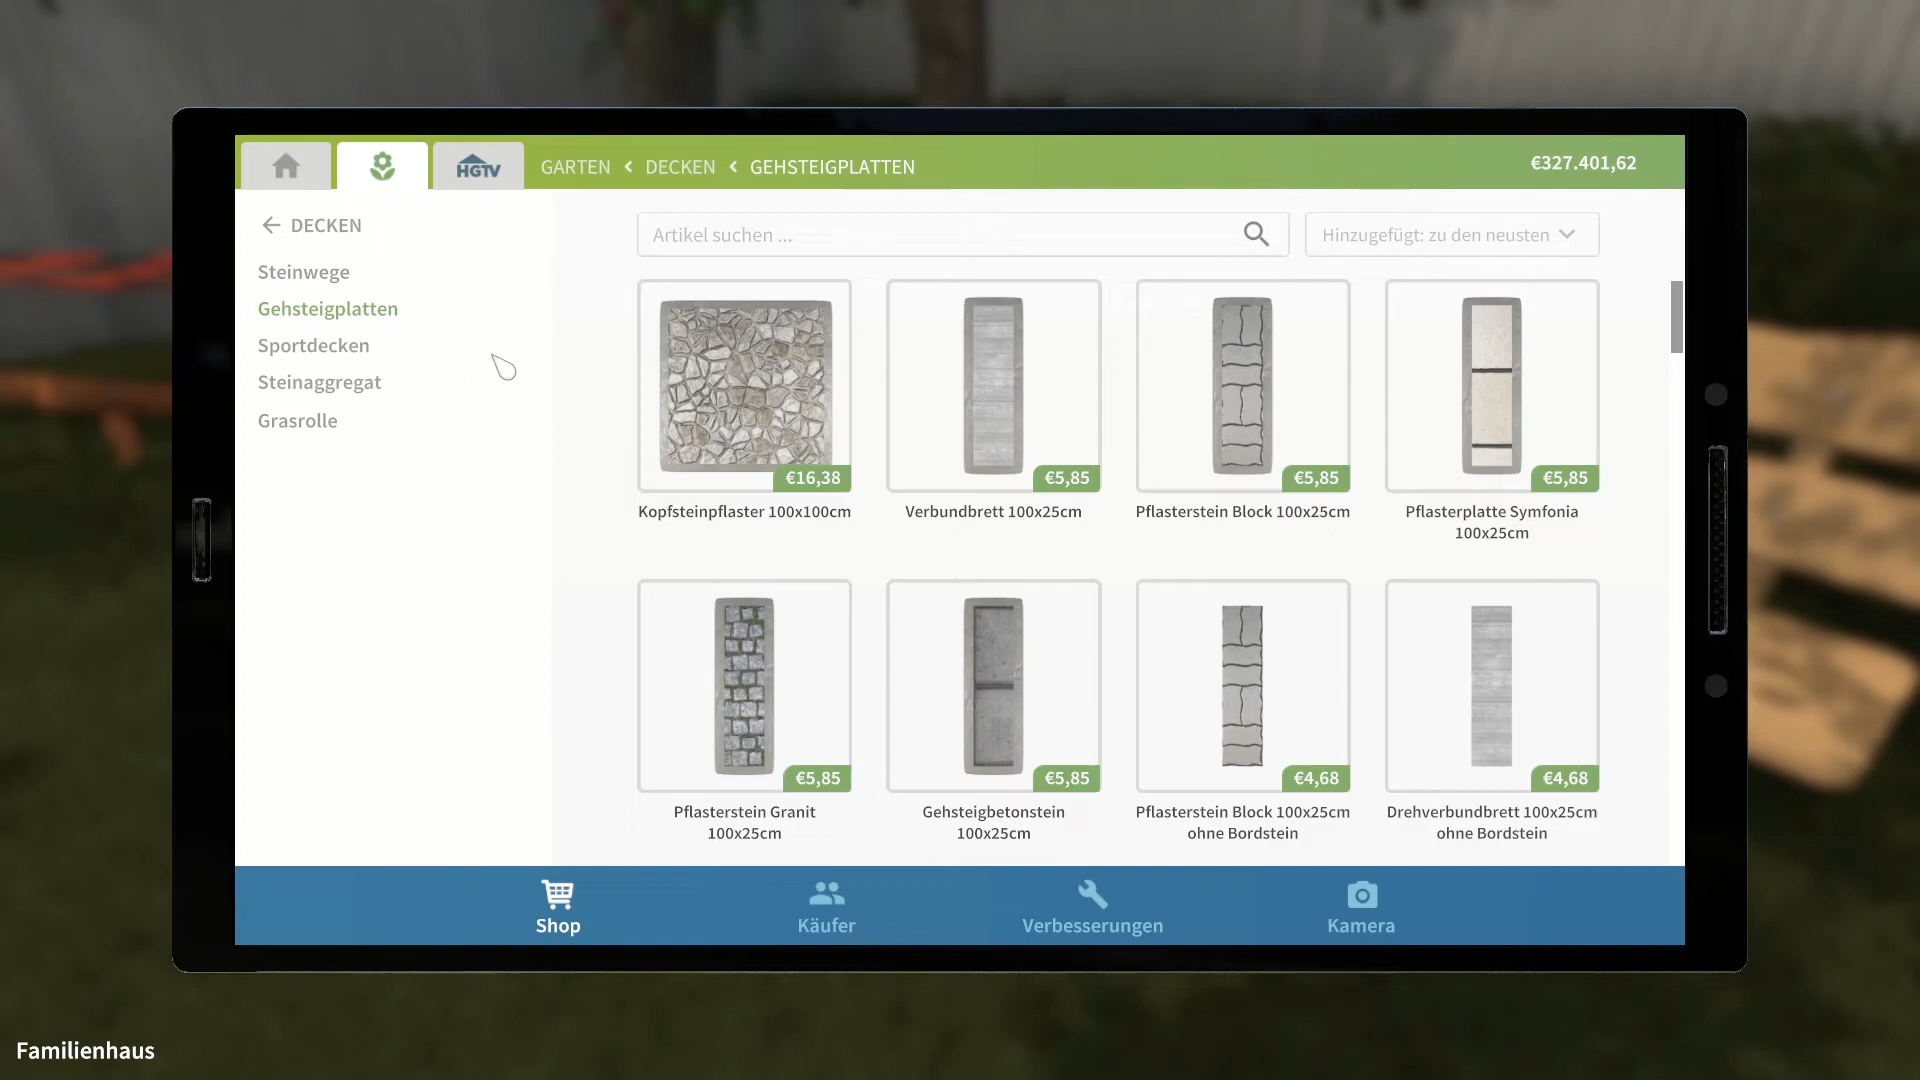 HGTV
GARTEN < DECKEN < GEHSTEIGPLATTEN
€327.401,62
← DECKEN
Steinwege
Gehsteigplatten
Sportdecken
Steinaggregat
Grasrolle
Artikel suchen ...
Hinzugefügt: zu den neusten
€16,38
Kopfsteinpflaster 100x100cm
€5,85
Verbundbrett 100x25cm
€5,85
Pflasterstein Block 100x25cm
€5,85
Pflasterplatte Symfonia
100x25cm
€5,85
Pflasterstein Granit
100x25cm
€5,85
Gehsteigbetonstein
100x25cm
€4,68
Pflasterstein Block 100x25cm
ohne Bordstein
€4,68
Drehverbundbrett 100x25cm
ohne Bordstein
Shop
Käufer
Verbesserungen
Kamera
Familienhaus